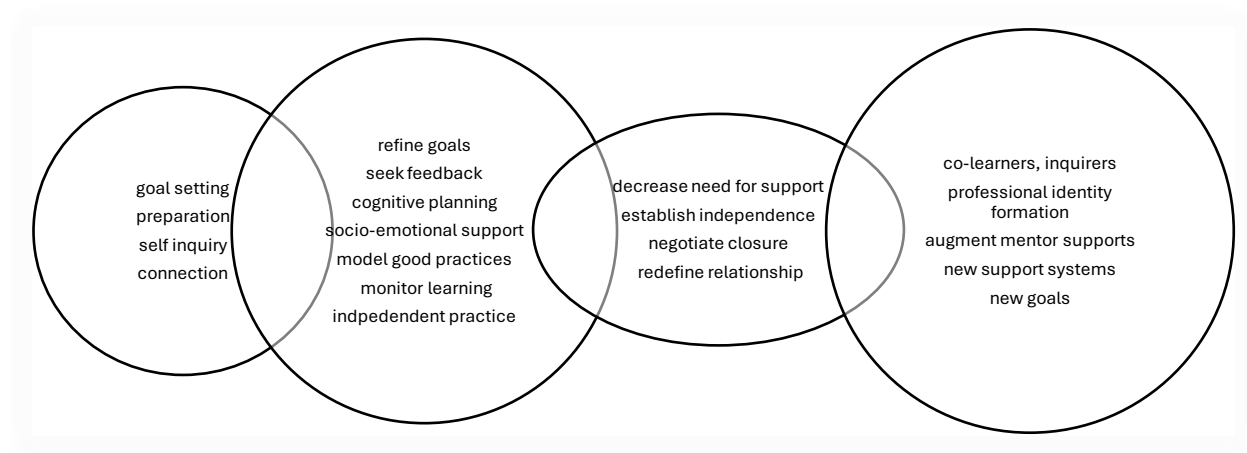 goal setting
preparation
self inquiry
connection
refine goals
seek feedback
cognitive planning
socio-emotional support
model good practices
monitor learning
indpedendent practice
decrease need for support
establish independence
negotiate closure
redefine relationship
co-learners, inquirers
professional identity
formation
augment mentor supports
new support systems
new goals